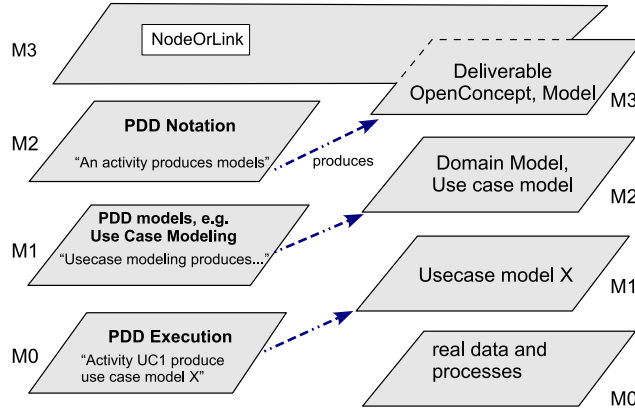 M3
NodeOrLink
Deliverable
OpenConcept, Model
M3
M2
PDD Notation
“An activity produces models”
produces
Domain Model,
Use case model
M2
M1
PDD models, e.g.
Use Case Modeling
“Usecase modeling produces...”
Usecase model X
M1
M0
PDD Execution
“Activity UC1 produce
use case model X”
real data and
processes
M0